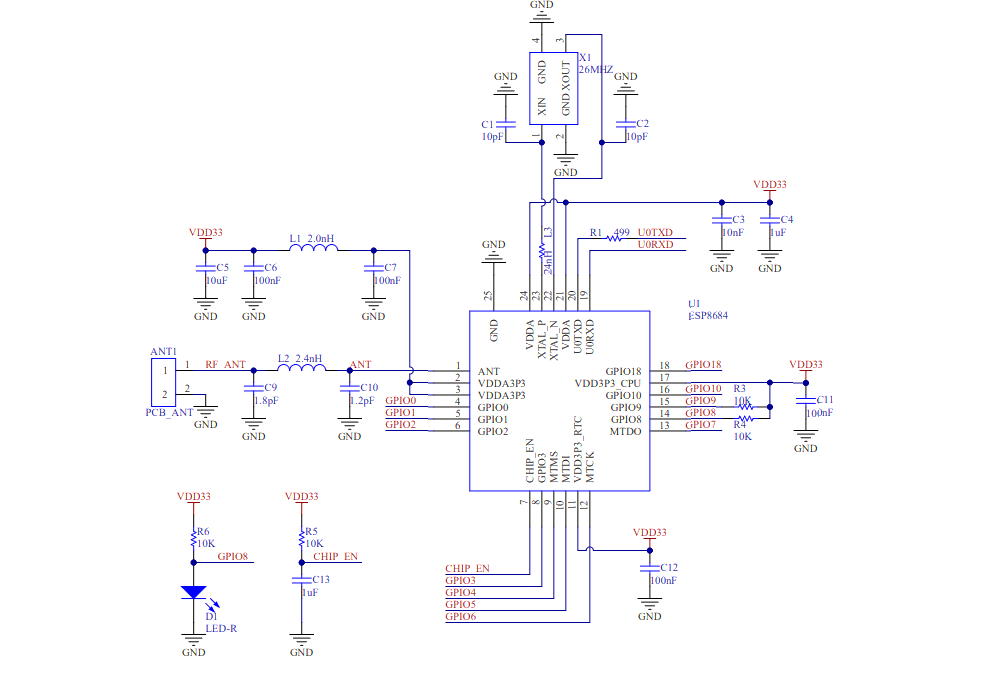 GND
4
3
X1
26MHZ
GND
XOUT
XIN
GND
1
2
GND
C1
10pF
GND
C2
10pF
GND
VDD33
C3
10nF
GND
C4
1uF
GND
L3
24nH
R1 499 U0TXD
U0RXD
VDD33
L1 2.0nH
C5
10uF
GND
C6
100nF
GND
C7
100nF
GND
GND
25
24
23
22
21
20
19
U1
ESP8684
GND
VDDA
XTAL_P
XTAL_N
VDDA
U0TXD
U0RXD
ANT1
1
2
PCB_ANT
1
2
GND
RF_ANT
L2 2.4nH
ANT
C9
1.8pF
GND
C10
1.2pF
GND
GPIO0
GPIO1
GPIO2
1 ANT
2 VDDA3P3
3 VDDA3P3
4 GPIO0
5 GPIO1
6 GPIO2
GPIO18 18 GPIO18
VDD3P3_CPU 17
GPIO10 16 GPIO10
GPIO9 15 GPIO9
GPIO8 14 GPIO8
MTDO 13 GPIO7
R3
10K
R4
10K
VDD33
C11
100nF
GND
CHIP_EN
GPIO3
MTMS
MTDI
VDD3P3_RTC
MTCK
7
8
9
10
11
12
VDD33
R6
10K
GPIO8
D1
LED-R
GND
VDD33
R5
10K
CHIP_EN
C13
1uF
GND
CHIP_EN
GPIO3
GPIO4
GPIO5
GPIO6
VDD33
C12
100nF
GND